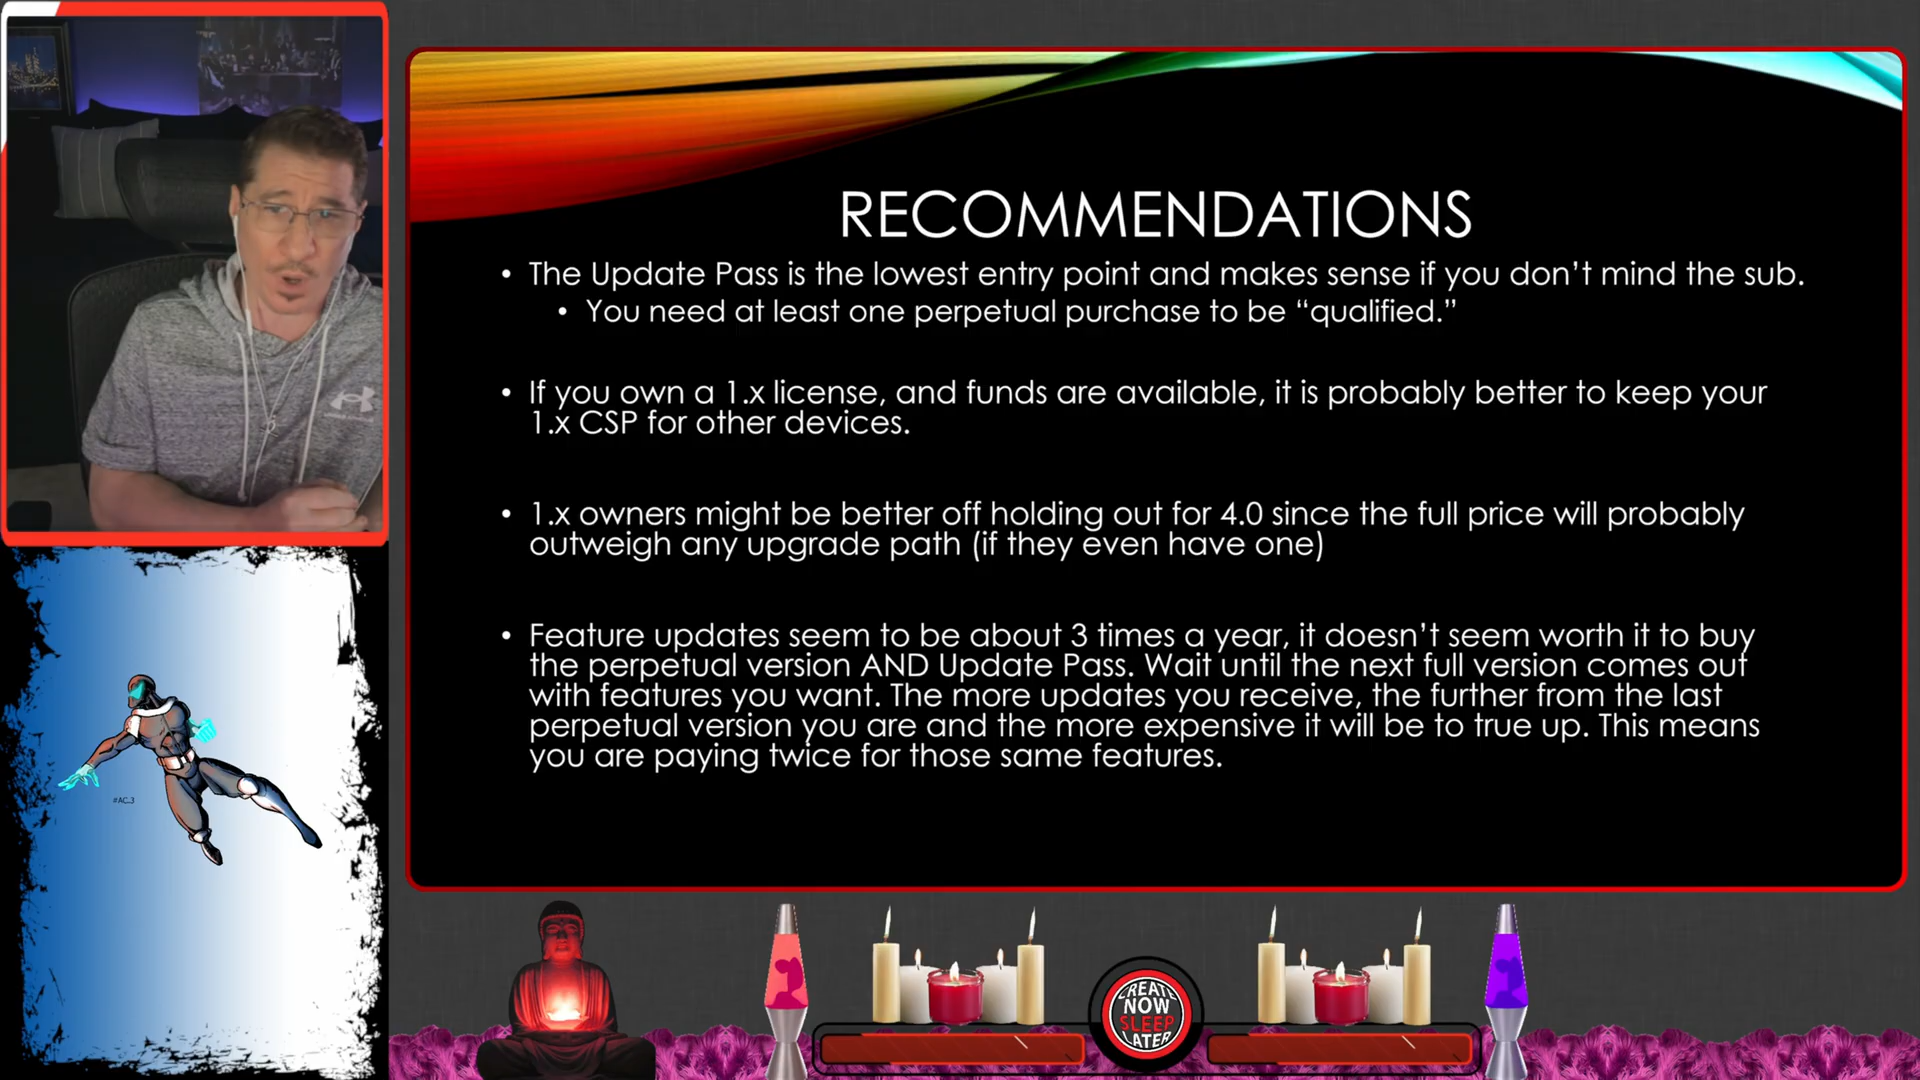 RECOMMENDATIONS
• The Update Pass is the lowest entry point and makes sense if you don’t mind the sub.
• You need at least one perpetual purchase to be “qualified.”
• If you own a 1.x license, and funds are available, it is probably better to keep your
1.x CSP for other devices.
• 1.x owners might be better off holding out for 4.0 since the full price will probably
outweigh any upgrade path (if they even have one)
• Feature updates seem to be about 3 times a year, it doesn’t seem worth it to buy
the perpetual version AND Update Pass. Wait until the next full version comes out
with features you want. The more updates you receive, the further from the last
perpetual version you are and the more expensive it will be to true up. This means
you are paying twice for those same features.
#AC.3
CREATE
NOW
SLEEP
LATER